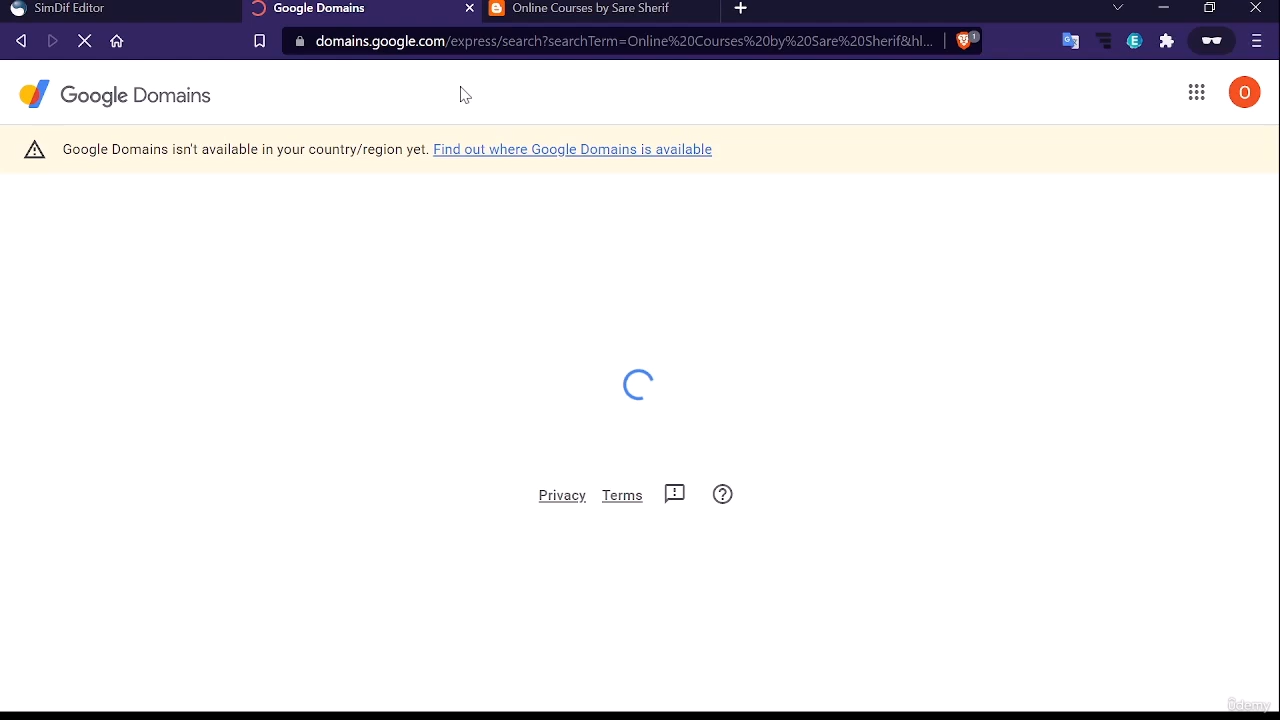 SimDif Editor
Google Domains
Online Courses by Sare Sherif
domains.google.com/express/search?searchTerm=Online%20Courses%20by%20Sare%20Sherif&hl...
1
E
Google Domains
O
Google Domains isn't available in your country/region yet. Find out where Google Domains is available
Privacy
Terms
Udemy